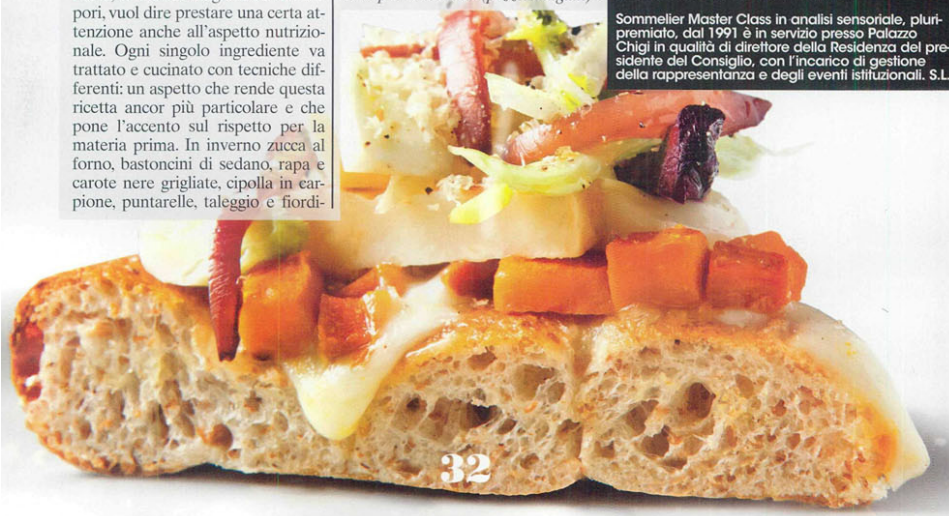 pori, vuol dire prestare una certa at-
tenzione anche all'aspetto nutrizio-
nale. Ogni singolo ingrediente va
trattato e cucinato con tecniche dif-
ferenti: un aspetto che rende questa
ricetta ancor più particolare e che
pone l'accento sul rispetto per la
materia prima. In inverno zucca al
forno, bastoncini di sedano, rapa e
carote nere grigliate, cipolla in car-
pione, puntarelle, taleggio e fiordi-
Sommelier Master Class in analisi sensoriale, pluri-
premiato, dal 1991 è in servizio presso Palazzo
Chigi in qualità di direttore della Residenza del pre-
sidente del Consiglio, con l'incarico di gestione
della rappresentanza e degli eventi istituzionali. S.L.
32